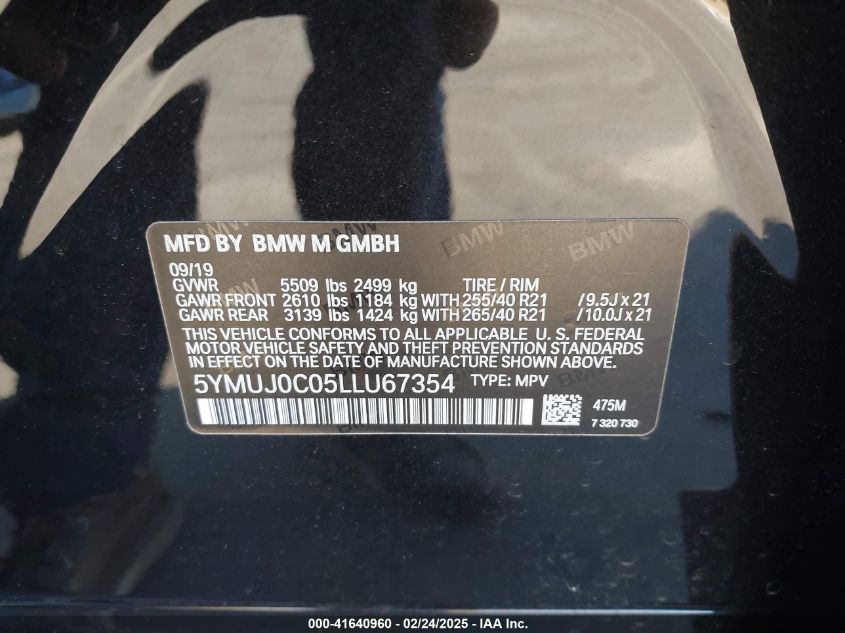 MFD BY BMW M GMBH
09/19
GVWR 5509 lbs 2499 kg TIRE / RIM
GAWR FRONT 2610 lbs 1184 kg WITH 255/40 R21 /9.5J x 21
GAWR REAR 3139 lbs 1424 kg WITH 265/40 R21 /10.0J x 21
THIS VEHICLE CONFORMS TO ALL APPLICABLE U. S. FEDERAL
MOTOR VEHICLE SAFETY AND THEFT PREVENTION STANDARDS
IN EFFECT ON THE DATE OF MANUFACTURE SHOWN ABOVE.
5YMUJ0C05LLU67354 TYPE: MPV
475M
7 320 730
000-41640960 - 02/24/2025 - IAA Inc.